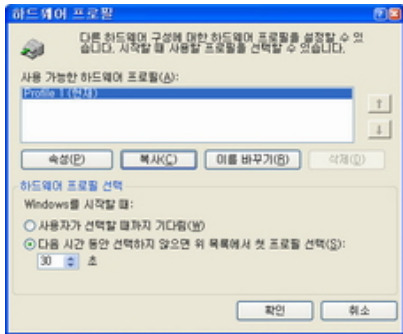 하드웨어 프로필
다른 하드웨어 구성에 대한 하드웨어 프로필을 설정할 수 있
습니다. 시작할 때 사용할 프로필을 선택할 수 있습니다.
사용 가능한 하드웨어 프로필(A):
Profile 1 (현재)
속성(P)
복사(C)
이름 바꾸기(R)
삭제(D)
하드웨어 프로필 선택
Windows를 시작할 때:
사용자가 선택할 때까지 기다림(W)
다음 시간 동안 선택하지 않으면 위 목록에서 첫 프로필 선택(S):
30 초
확인
취소